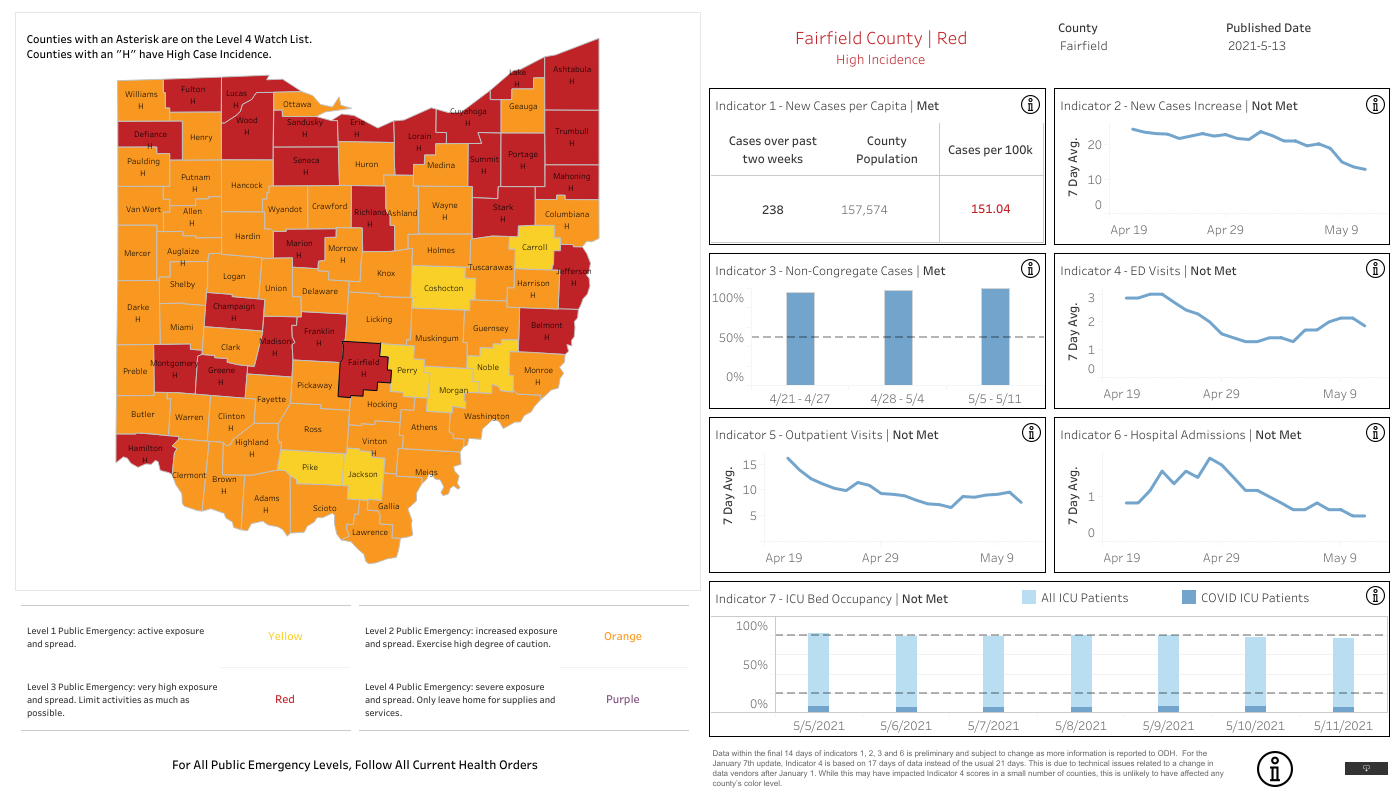 Counties with an Asterisk are on the Level 4 Watch List.
Counties with an "H" have High Case Incidence.
Williams
H
Fulton
H
Lucas
H
Ottawa
Lake
H
Ashtabula
H
Geauga
Defiance
H
Henry
Wood
H
Sandusky
H
Erie
H
Lorain
H
Cuyahoga
H
Trumbull
H
Paulding
H
Putnam
H
Hancock
Seneca
H
Huron
Medina
H
Summit
H
Portage
H
Mahoning
H
Van Wert
Allen
H
Wyandot
Crawford
Richland
H
Ashland
Wayne
H
Stark
H
Columbiana
H
Mercer
Auglaize
H
Hardin
Marion
H
Morrow
H
Holmes
Carroll
Tuscarawas
Jefferson
H
Shelby
Logan
Union
H
Delaware
Knox
Coshocton
Harrison
H
Darke
H
Miami
Champaign
H
Clark
Madison
H
Franklin
H
Licking
Muskingum
Guernsey
Belmont
H
Preble
Montgomery
H
Greene
H
Fayette
Pickaway
Fairfield
H
Perry
Morgan
Noble
Monroe
H
Butler
Warren
Clinton
H
Highland
H
Ross
Hocking
Athens
Washington
Hamilton
H
Clermont
Brown
H
Adams
H
Pike
Vinton
H
Jackson
Meigs
Scioto
Gallia
Lawrence
Level 1 Public Emergency: active exposure
and spread.
Yellow
Level 2 Public Emergency: increased exposure
and spread. Exercise high degree of caution.
Orange
Level 3 Public Emergency: very high exposure
and spread. Limit activities as much as
possible.
Red
Level 4 Public Emergency: severe exposure
and spread. Only leave home for supplies and
services.
Purple
For All Public Emergency Levels, Follow All Current Health Orders
Fairfield County | Red
High Incidence
County
Fairfield
Published Date
2021-5-13
Indicator 1 - New Cases per Capita | Met
Cases over past
two weeks
County
Population
Cases per 100k
238
157,574
151.04
Indicator 2 - New Cases Increase | Not Met
7 Day Avg.
20
10
0
Apr 19
Apr 29
May 9
Indicator 3 - Non-Congregate Cases | Met
100%
50%
0%
4/21 - 4/27
4/28 - 5/4
5/5 - 5/11
Indicator 4 - ED Visits | Not Met
7 Day Avg.
3
2
1
0
Apr 19
Apr 29
May 9
Indicator 5 - Outpatient Visits | Not Met
7 Day Avg.
15
10
5
Apr 19
Apr 29
May 9
Indicator 6 - Hospital Admissions | Not Met
7 Day Avg.
1
0
Apr 19
Apr 29
May 9
Indicator 7 - ICU Bed Occupancy | Not Met
All ICU Patients
COVID ICU Patients
100%
50%
0%
5/5/2021
5/6/2021
5/7/2021
5/8/2021
5/9/2021
5/10/2021
5/11/2021
Data within the final 14 days of indicators 1, 2, 3 and 6 is preliminary and subject to change as more information is reported to ODH. For the
January 7th update, Indicator 4 is based on 17 days of data instead of the usual 21 days. This is due to technical issues related to a change in
data vendors after January 1. While this may have impacted Indicator 4 scores in a small number of counties, this is unlikely to have affected any
county's color level.